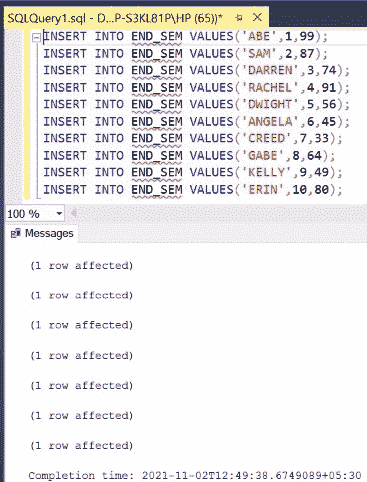 SQLQuery1.sql - D...P-S3KL81P\HP (65))*
INSERT INTO END_SEM VALUES('ABE',1,99);
INSERT INTO END_SEM VALUES('SAM',2,87);
INSERT INTO END_SEM VALUES('DARREN',3,74);
INSERT INTO END_SEM VALUES('RACHEL',4,91);
INSERT INTO END_SEM VALUES('DWIGHT',5,56);
INSERT INTO END_SEM VALUES('ANGELA',6,45);
INSERT INTO END_SEM VALUES('CREED',7,33);
INSERT INTO END_SEM VALUES('GABE',8,64);
INSERT INTO END_SEM VALUES('KELLY',9,49);
INSERT INTO END_SEM VALUES('ERIN',10,80);
100 %
Messages
(1 row affected)
(1 row affected)
(1 row affected)
(1 row affected)
(1 row affected)
(1 row affected)
(1 row affected)
Completion time: 2021-11-02T12:49:38.6749089+05:30